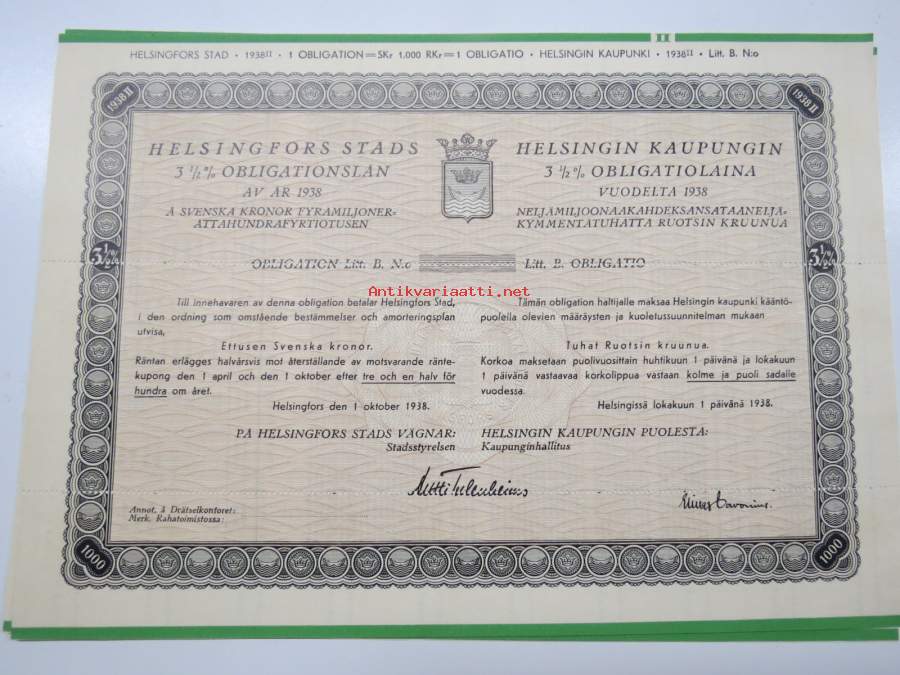 HELSINGFORS STAD • 1938II • 1 OBLIGATION=SKr 1,000 RKr=1 OBLIGATIO • HELSINGIN KAUPUNKI • 1938II • Litt. B. N:o
1938 II
1938 II
HELSINGFORS STADS
3 1/2 % OBLIGATIONSLÅN
AV ÅR 1938
Å SVENSKA KRONOR FYRAMILJONER-
ATTAHUNDRAFYRTIOTUSEN
HELSINGIN KAUPUNGIN
3 1/2 % OBLIGATIOLAINA
VUODELTA 1938
NELJÄMILJOONAAKAHDEKSANSATAANELJÄ-
KYMMENTÄTUHATTA RUOTSIN KRUUNUA
3 1/2 %
3 1/2 %
OBLIGATION Litt. B. N:o
Litt. B. OBLIGATIO
Antikvariaatti.net
Till innehavaren av denna obligation betalar Helsingfors Stad,
i den ordning som omstående bestämmelser och amorteringsplan
utvisa,
Ettusen Svenska kronor.
Räntan erlägges halvårsvis mot återställande av motsvarande ränte-
kupong den 1 april och den 1 oktober efter tre och en halv för
hundra om året.
Helsingfors den 1 oktober 1938.
PÅ HELSINGFORS STADS VÄGNAR:
Stadsstyrelsen
Tämän obligation haltijalle maksaa Helsingin kaupunki kääntö-
puolella olevien määräysten ja kuoletussuunnitelman mukaan
Tuhat Ruotsin kruunua.
Korkoa maksetaan puolivuosittain huhtikuun 1 päivänä ja lokakuun
1 päivänä vastaavaa korkolippua vastaan kolme ja puoli sadalle
vuodessa.
Helsingissä lokakuun 1 päivänä 1938.
HELSINGIN KAUPUNGIN PUOLESTA:
Kaupunginhallitus
Annot. å Drätselkontoret:
Merk. Rahatoimistossa:
1000
1000